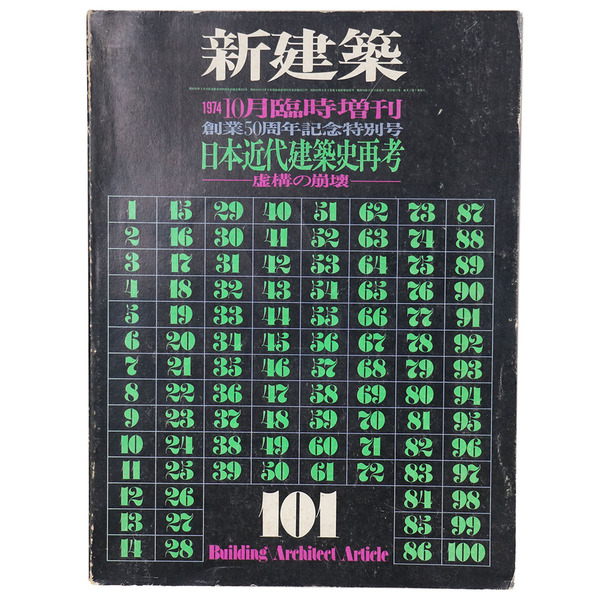 新建築
1974 10月臨時増刊
創業50周年記念特別号
日本近代建築史再考
虚構の崩壊
1 15 29 40 51 62 73 87
2 16 30 41 52 63 74 88
3 17 31 42 53 64 75 89
4 18 32 43 54 65 76 90
5 19 33 44 55 66 77 91
6 20 34 45 56 67 78 92
7 21 35 46 57 68 79 93
8 22 36 47 58 69 80 94
9 23 37 48 59 70 81 95
10 24 38 49 60 71 82 96
11 25 39 50 61 72 83 97
12 26 84 98
13 27 85 99
14 28 86 100
101
Building Architect Article